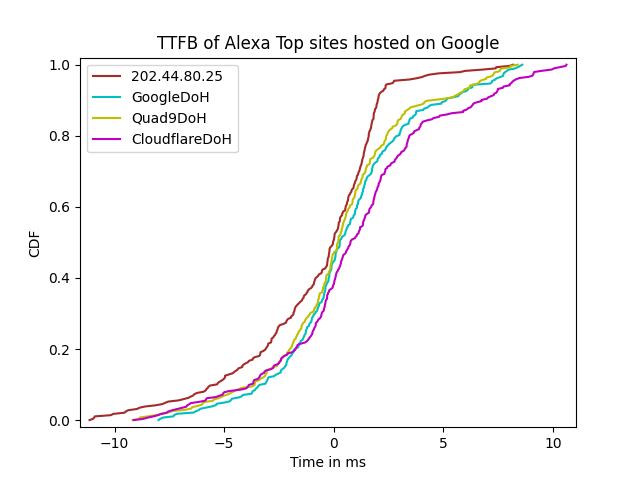 TTFB of Alexa Top sites hosted on Google
202.44.80.25
GoogleDoH
Quad9DoH
CloudflareDoH
1.0
0.8
0.6
0.4
0.2
0.0
CDF
−10
−5
0
5
10
Time in ms